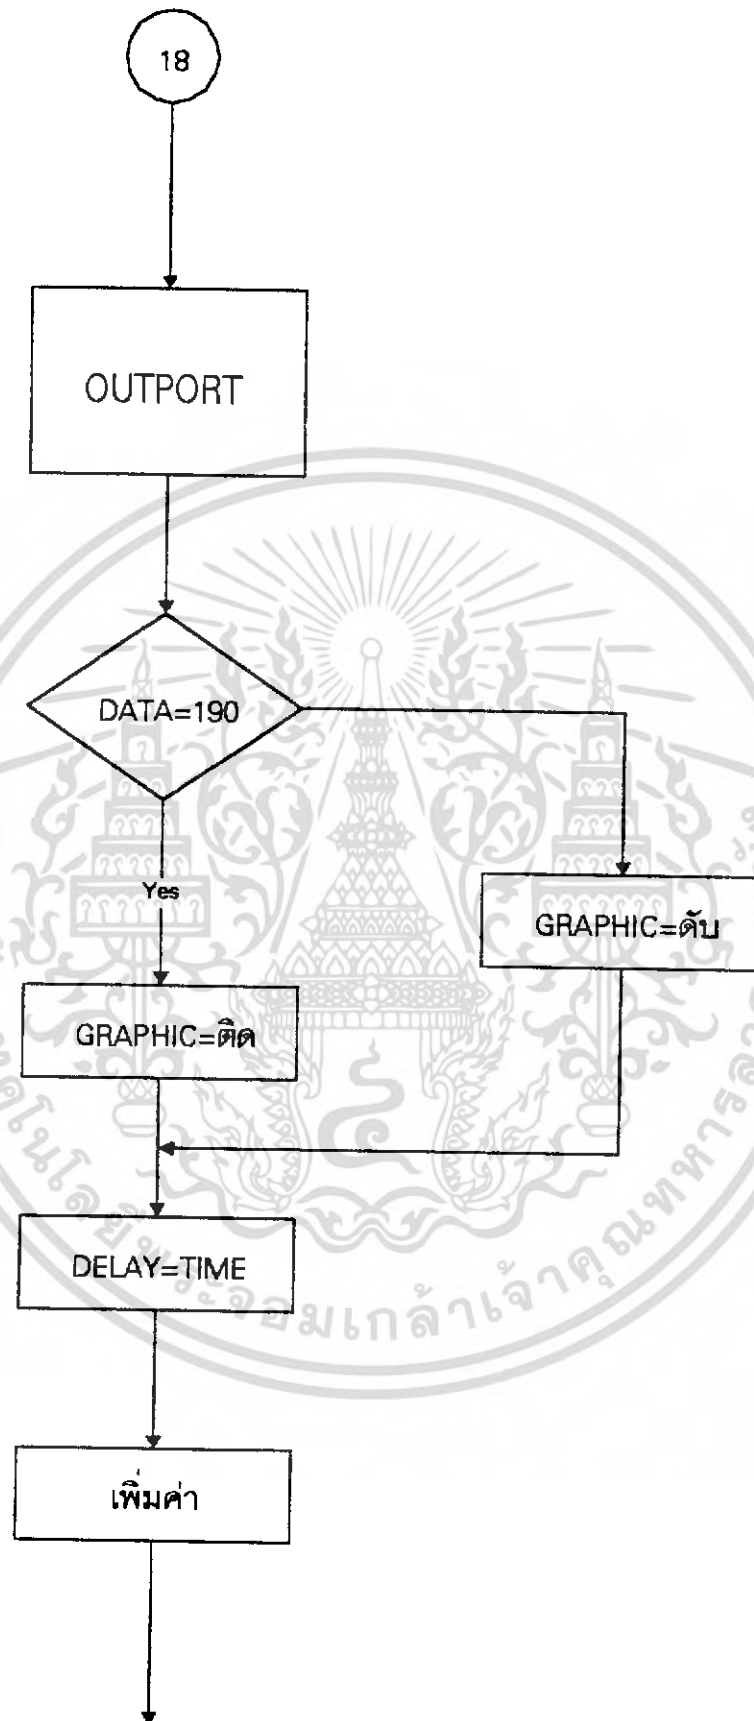 18
OUTPORT
DATA=190
Yes
GRAPHIC=ดับ
GRAPHIC=ติด
DELAY=TIME
เพิ่มค่า